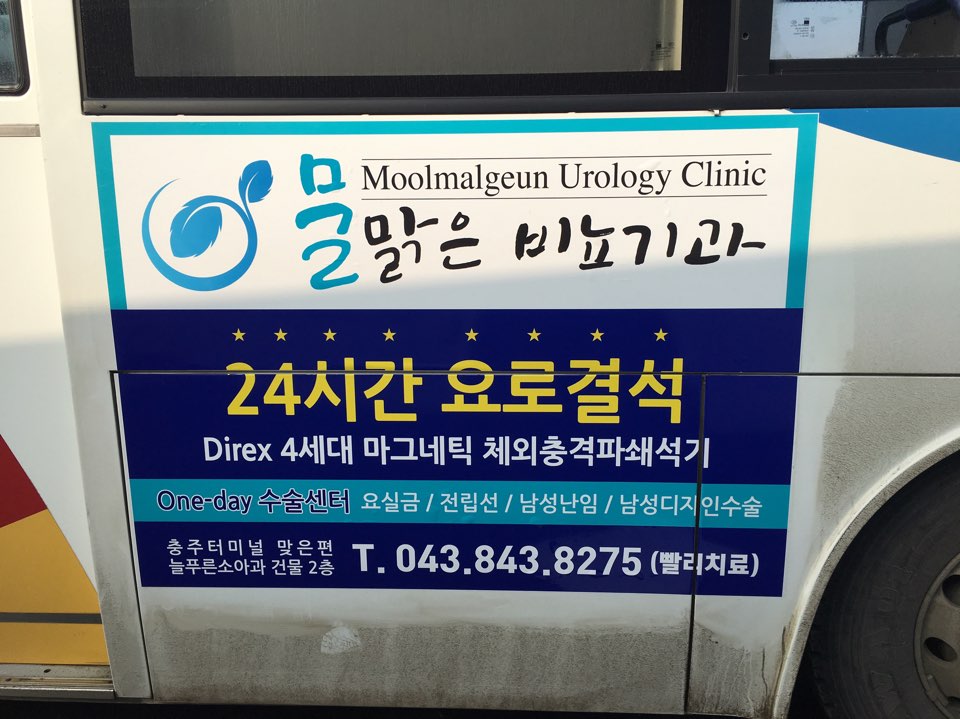 Moolmalgeun Urology Clinic
물맑은 비뇨기과
24시간 요로결석
Direx 4세대 마그네틱 체외충격파쇄석기
One-day 수술센터 요실금 / 전립선 / 남성난임 / 남성디자인수술
충주터미널 맞은편
늘푸른소아과 건물 2층
T. 043.843.8275 (빨리치료)